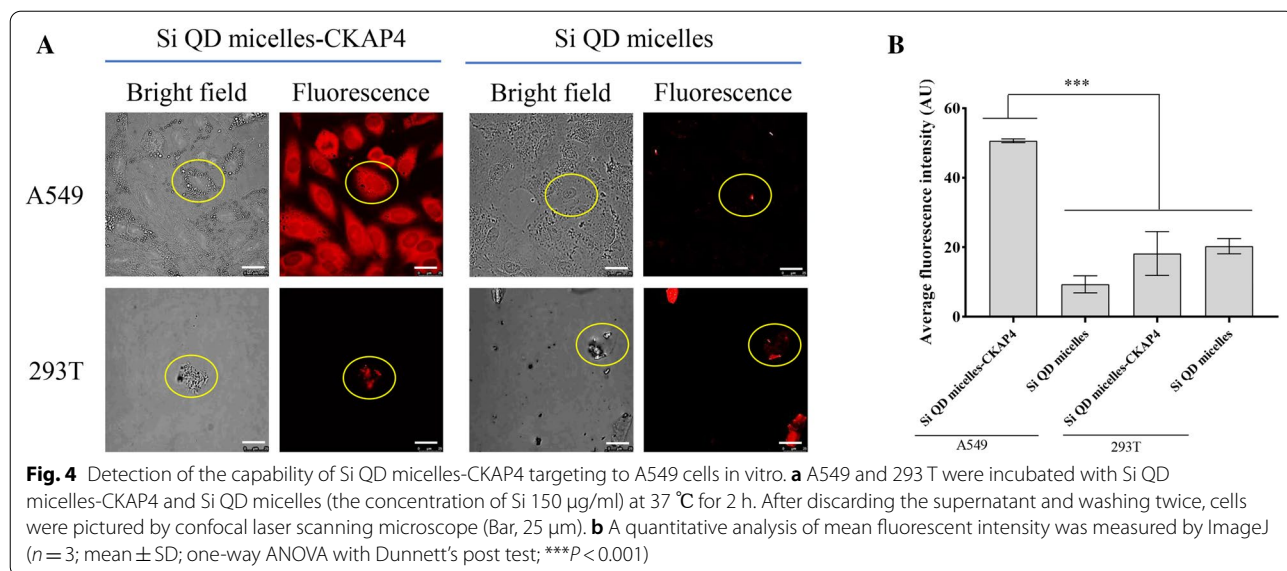 A
Si QD micelles-CKAP4
Si QD micelles
Bright field
Fluorescence
Bright field
Fluorescence
A549
293T
B
***
Average fluorescence intensity (AU)
60
40
20
0
Si QD micelles-CKAP4
Si QD micelles
Si QD micelles-CKAP4
Si QD micelles
A549
293T
Fig. 4 Detection of the capability of Si QD micelles-CKAP4 targeting to A549 cells in vitro. a A549 and 293 T were incubated with Si QD
micelles-CKAP4 and Si QD micelles (the concentration of Si 150 μg/ml) at 37 ℃ for 2 h. After discarding the supernatant and washing twice, cells
were pictured by confocal laser scanning microscope (Bar, 25 μm). b A quantitative analysis of mean fluorescent intensity was measured by ImageJ
(n = 3; mean ± SD; one-way ANOVA with Dunnett's post test; ***P < 0.001)